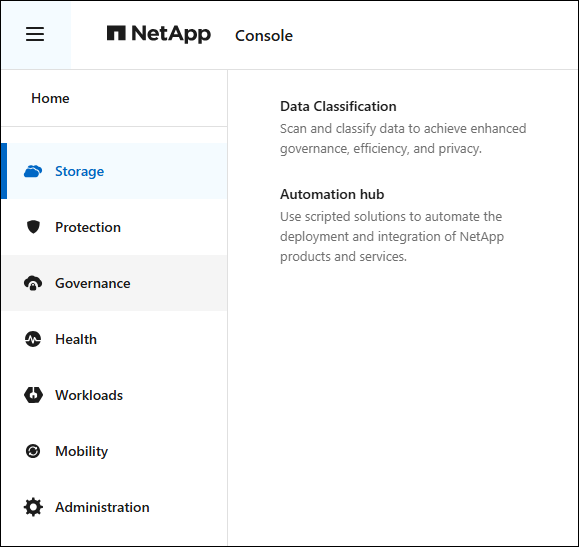 NetApp Console
Home
Storage
Protection
Governance
Health
Workloads
Mobility
Administration
Data Classification
Scan and classify data to achieve enhanced
governance, efficiency, and privacy.
Automation hub
Use scripted solutions to automate the
deployment and integration of NetApp
products and services.